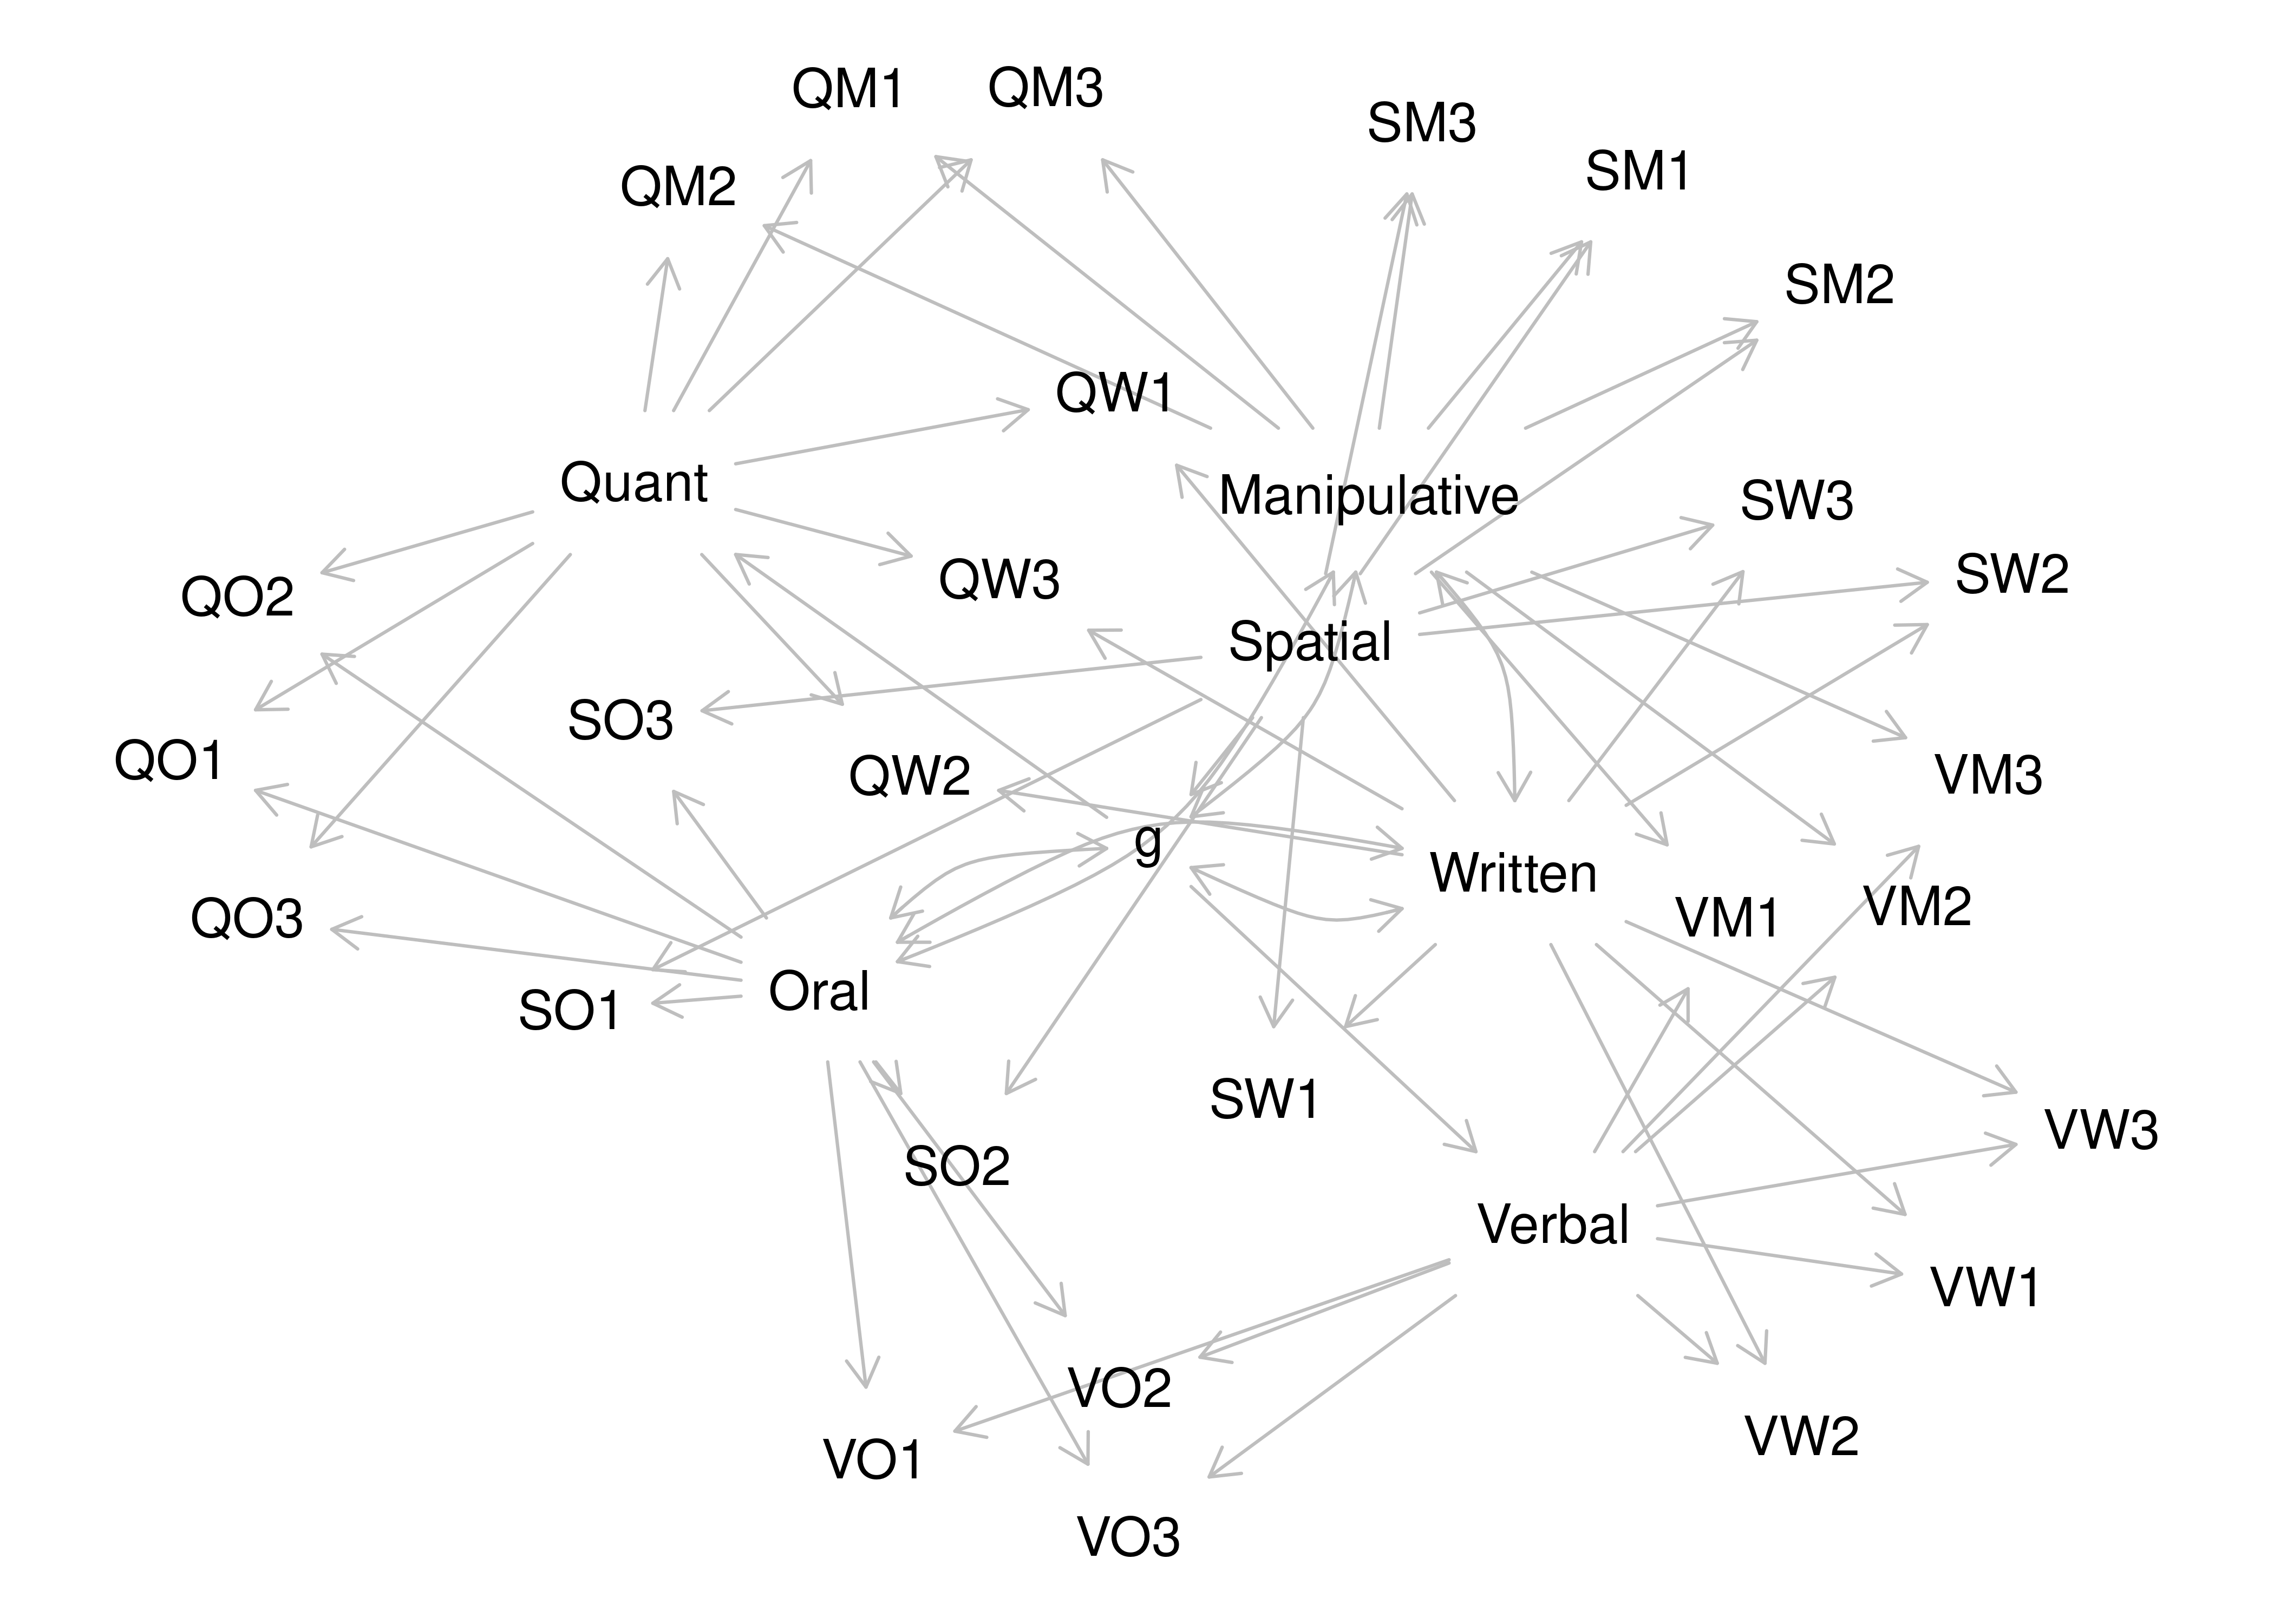 QM1
QM3
SM3
SM1
QM2
SM2
QW1
Quant
Manipulative
SW3
SW2
QW3
QO2
Spatial
SO3
QO1
QW2
VM3
g
Written
VM2
VM1
QO3
Oral
SO1
SW1
VW3
SO2
Verbal
VW1
VO2
VW2
VO1
VO3